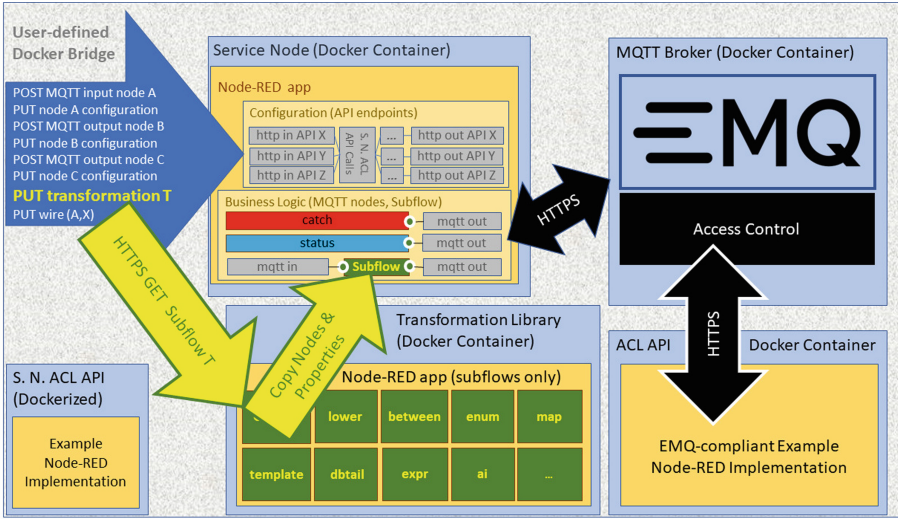 User-defined
Docker Bridge
POST MQTT input node A
PUT node A configuration
POST MQTT output node B
PUT node B configuration
POST MQTT output node C
PUT node C configuration
PUT transformation T
PUT wire (A,X)
HTTPS GET Subflow T
Service Node (Docker Container)
Node-RED app
Configuration (API endpoints)
http in API X
http in API Y
http in API Z
S. N. ACL
API Calls
...
...
...
http out API X
http out API Y
http out API Z
Business Logic (MQTT nodes, Subflow)
catch
mqtt out
status
mqtt out
mqtt in
Subflow
mqtt out
HTTPS
MQTT Broker (Docker Container)
EMQ
Access Control
HTTPS
Copy Nodes &
Properties
Transformation Library
(Docker Container)
Node-RED app (subflows only)
lower
between
enum
map
template
dbtail
expr
ai
...
S. N. ACL API
(Dockerized)
Example
Node-RED
Implementation
ACL API
Docker Container
EMQ-compliant Example
Node-RED Implementation